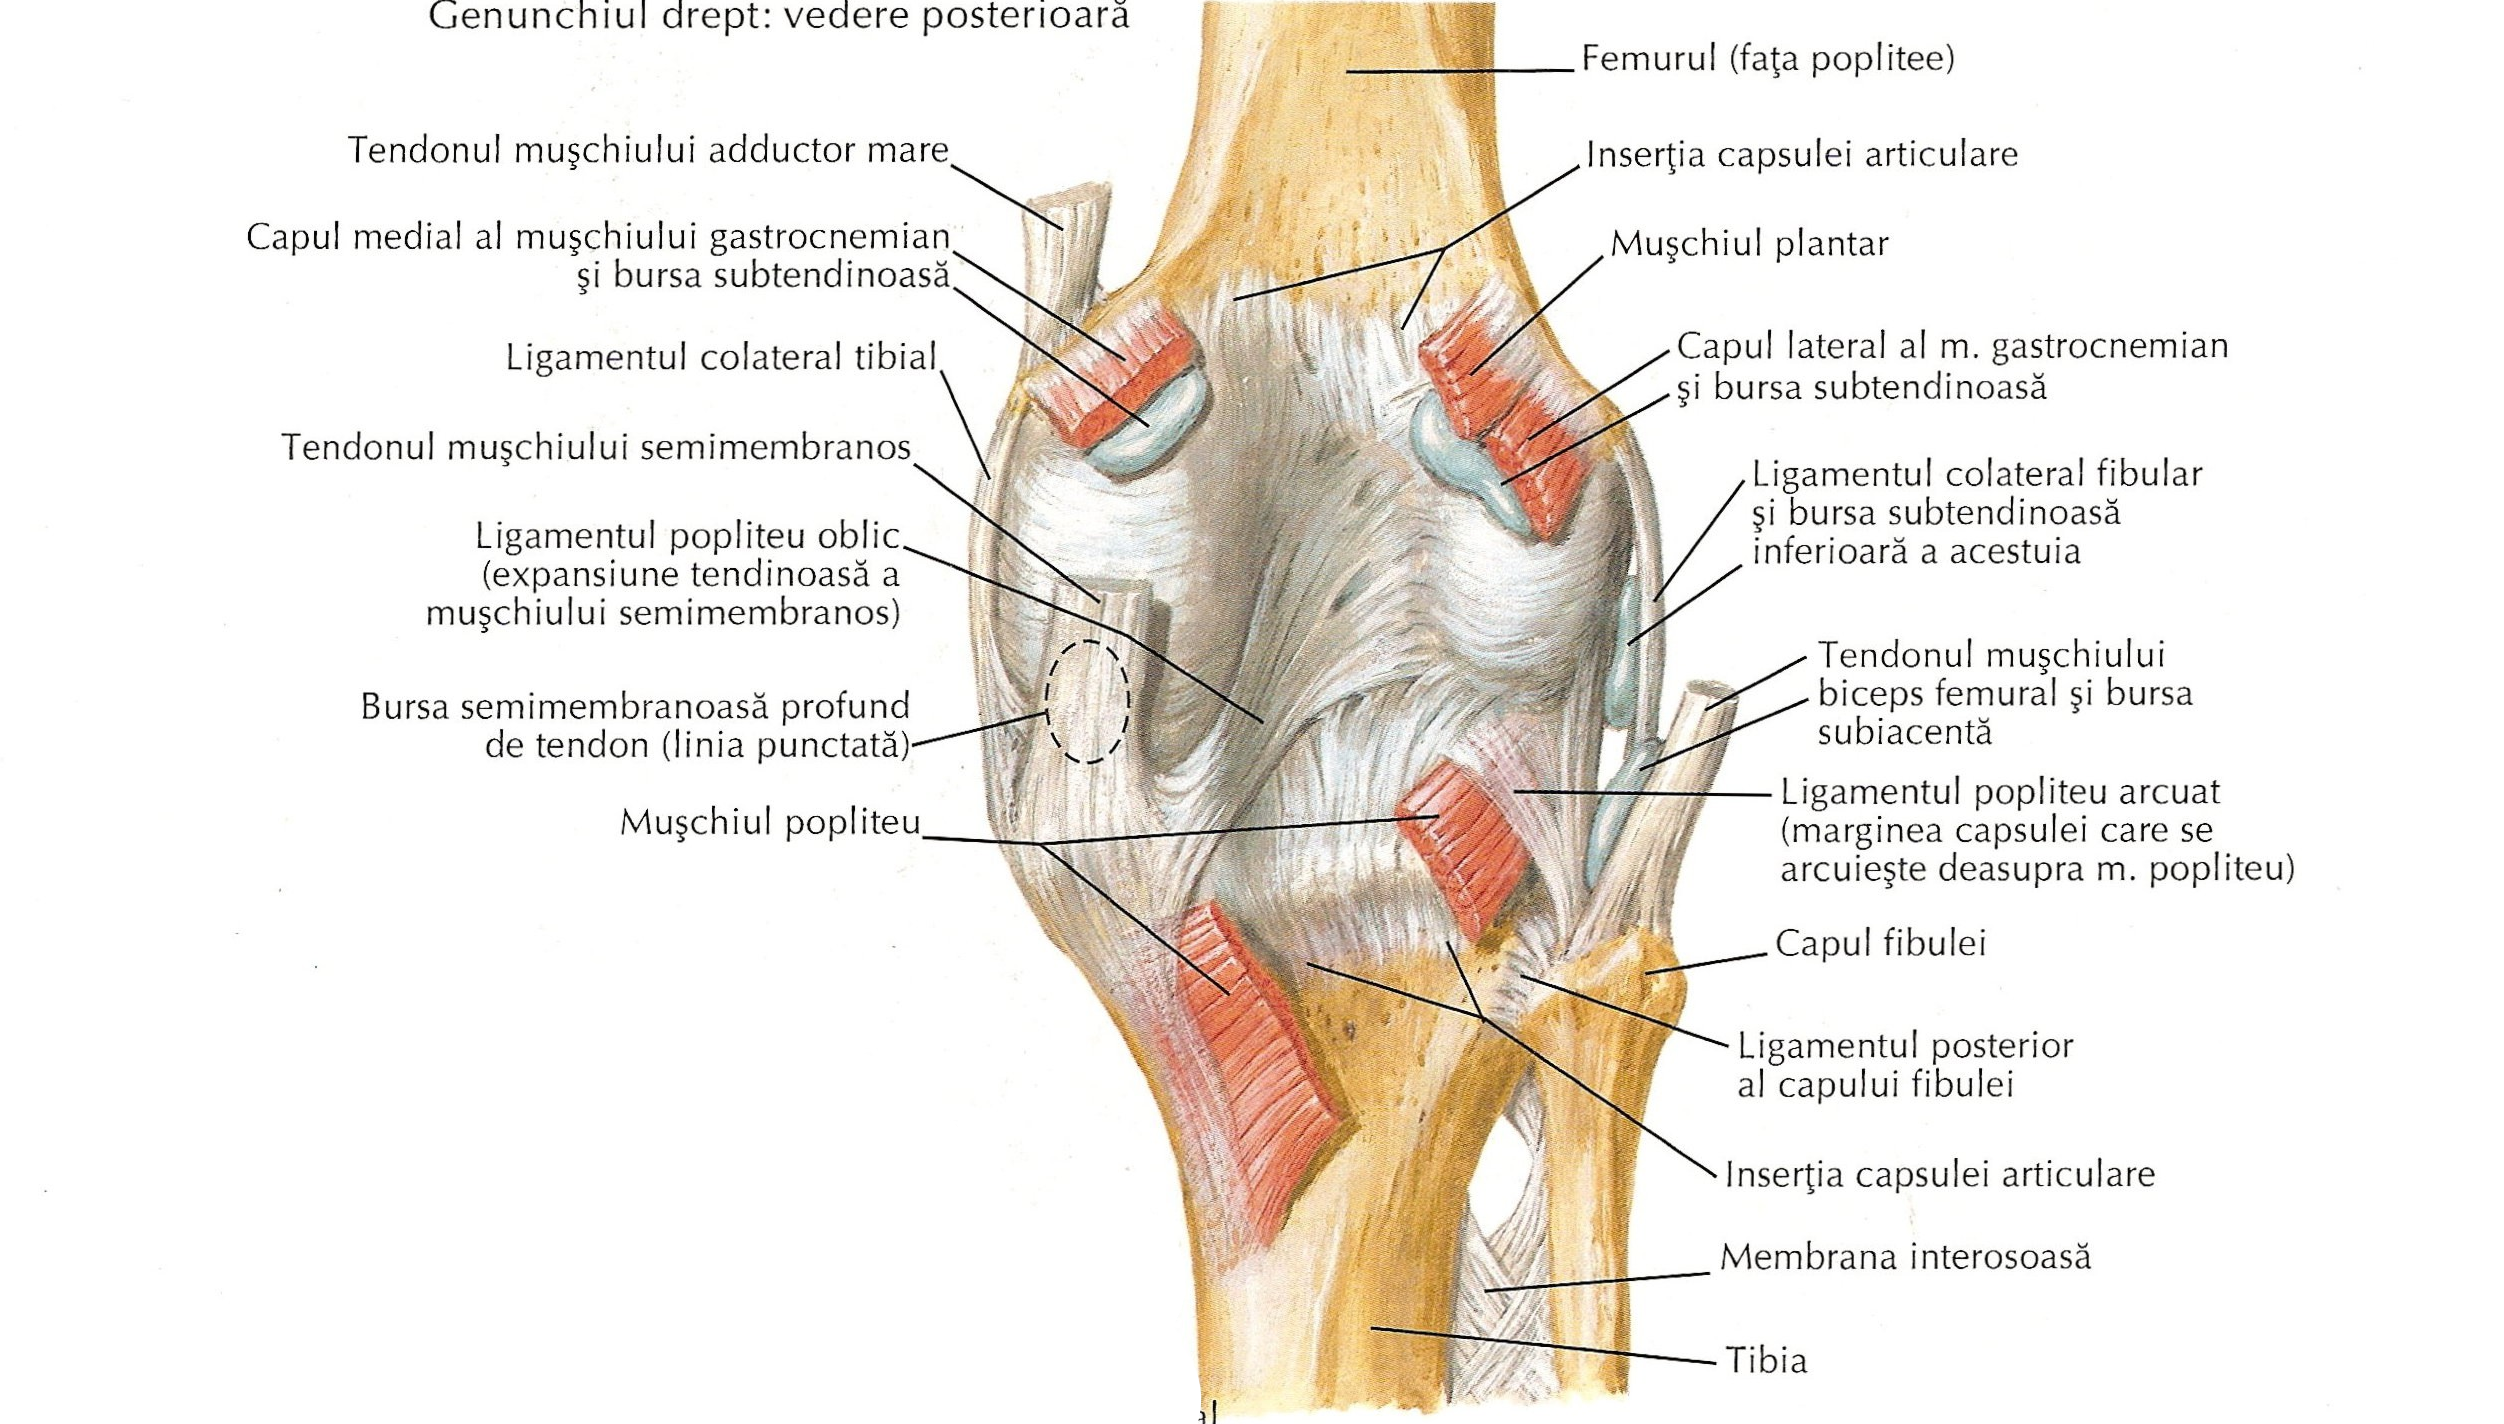 Genunchiul drept: vedere posterioară
Tendonul muşchiului adductor mare
Capul medial al muşchiului gastrocnemian
şi bursa subtendinoasă
Ligamentul colateral tibial
Tendonul muşchiului semimembranos
Ligamentul popliteu oblic
(expansiune tendinoasă a
muşchiului semimembranos)
Bursa semimembranoasă profund
de tendon (linia punctată)
Muşchiul popliteu
Femurul (faţa poplitee)
Inserţia capsulei articulare
Muşchiul plantar
Capul lateral al m. gastrocnemian
şi bursa subtendinoasă
Ligamentul colateral fibular
şi bursa subtendinoasă
inferioară a acestuia
Tendonul muşchiului
biceps femural şi bursa
subiacentă
Ligamentul popliteu arcuat
(marginea capsulei care se
arcuieşte deasupra m. popliteu)
Capul fibulei
Ligamentul posterior
al capului fibulei
Inserţia capsulei articulare
Membrana interosoasă
Tibia